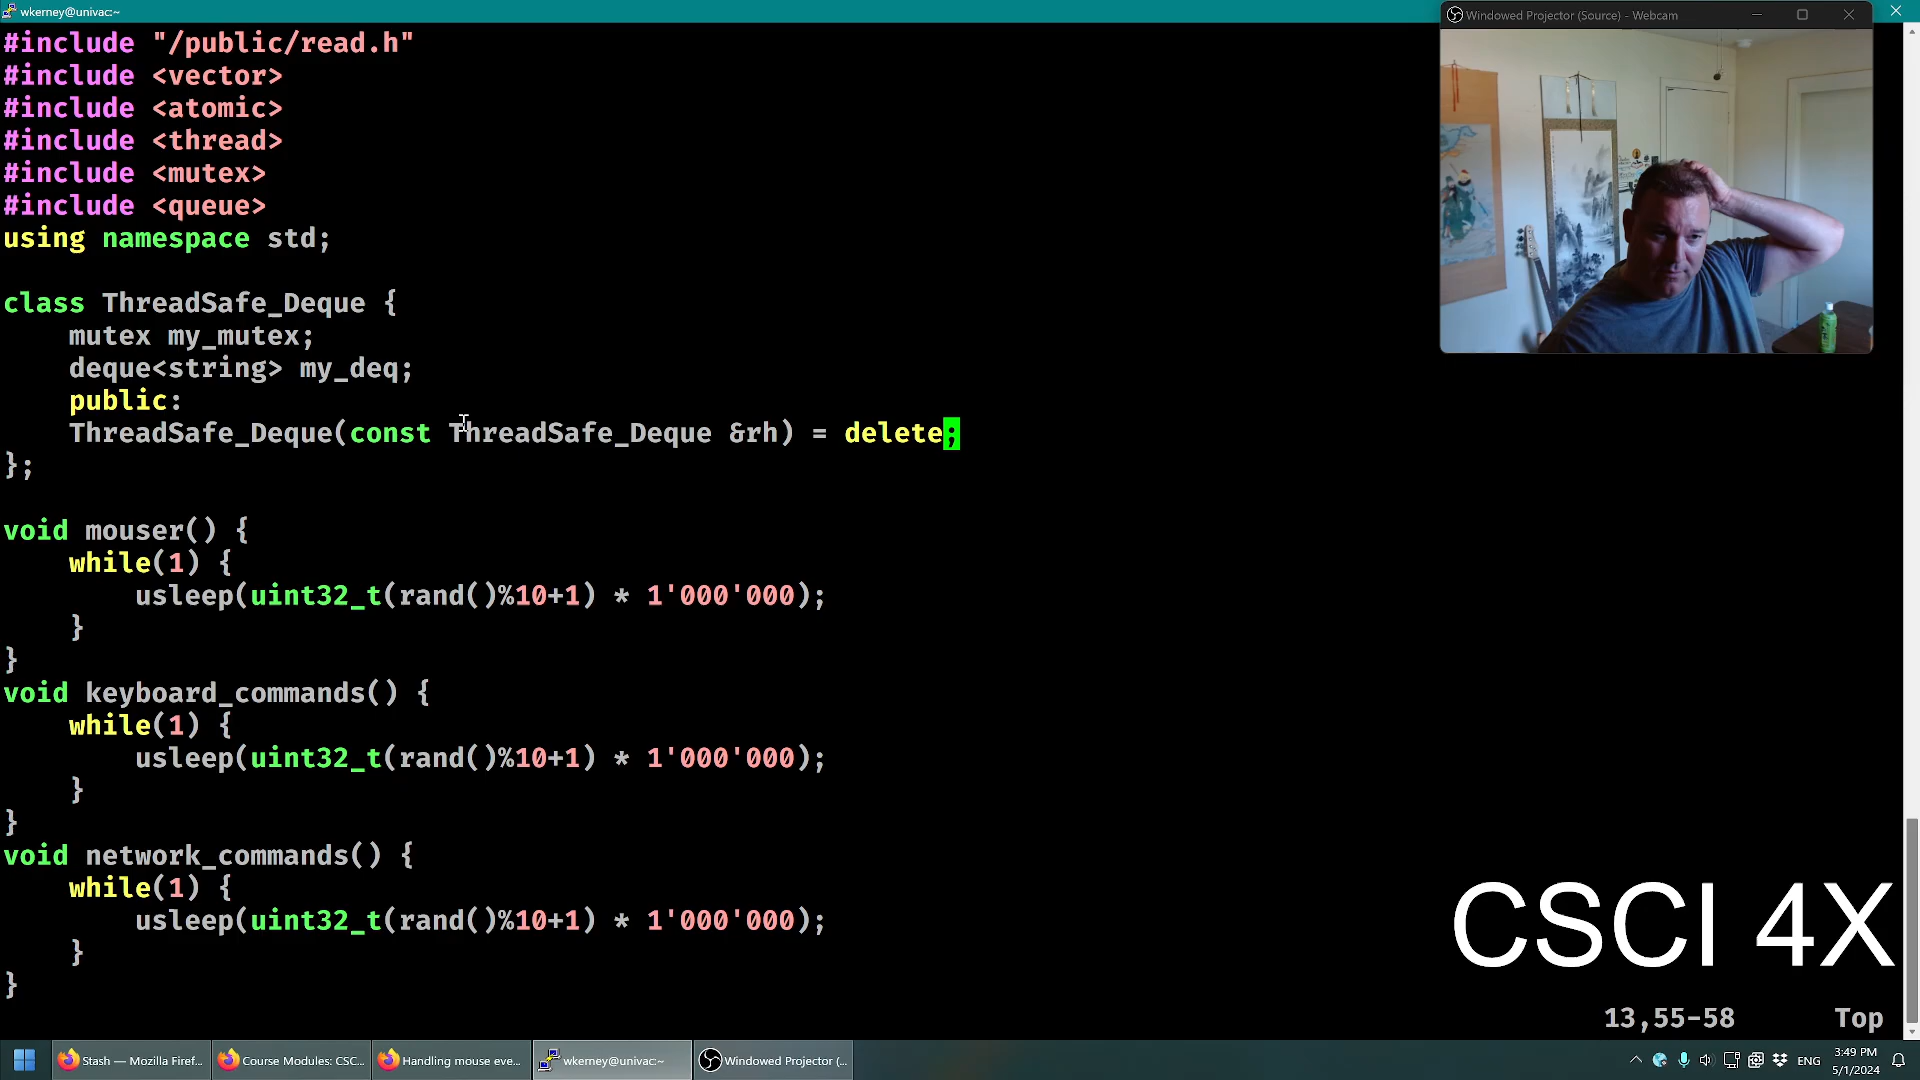 wkerney@univac:~
#include "/public/read.h"
#include <vector>
#include <atomic>
#include <thread>
#include <mutex>
#include <queue>
using namespace std;
class ThreadSafe_Deque {
mutex my_mutex;
deque<string> my_deq;
public:
ThreadSafe_Deque(const ThreadSafe_Deque &rh) = delete;
};
void mouser() {
while(1) {
usleep(uint32_t(rand()%10+1) * 1'000'000);
}
}
void keyboard_commands() {
while(1) {
usleep(uint32_t(rand()%10+1) * 1'000'000);
}
}
void network_commands() {
while(1) {
usleep(uint32_t(rand()%10+1) * 1'000'000);
}
}
Windowed Projector (Source) - Webcam
CSCI 4X
13,55-58 Top
Stash — Mozilla Firef...
Course Modules: CSC...
Handling mouse eve...
wkerney@univac:~
Windowed Projector (...
ENG
3:49 PM
5/1/2024